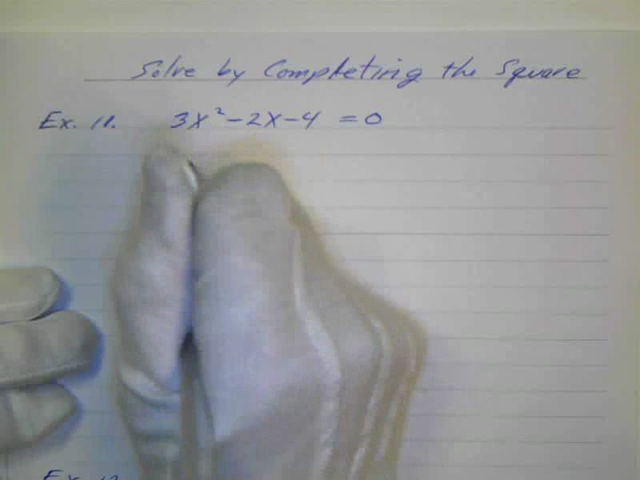 Solve by Completing the Square
Ex. 11. 3x²-2x-4 = 0